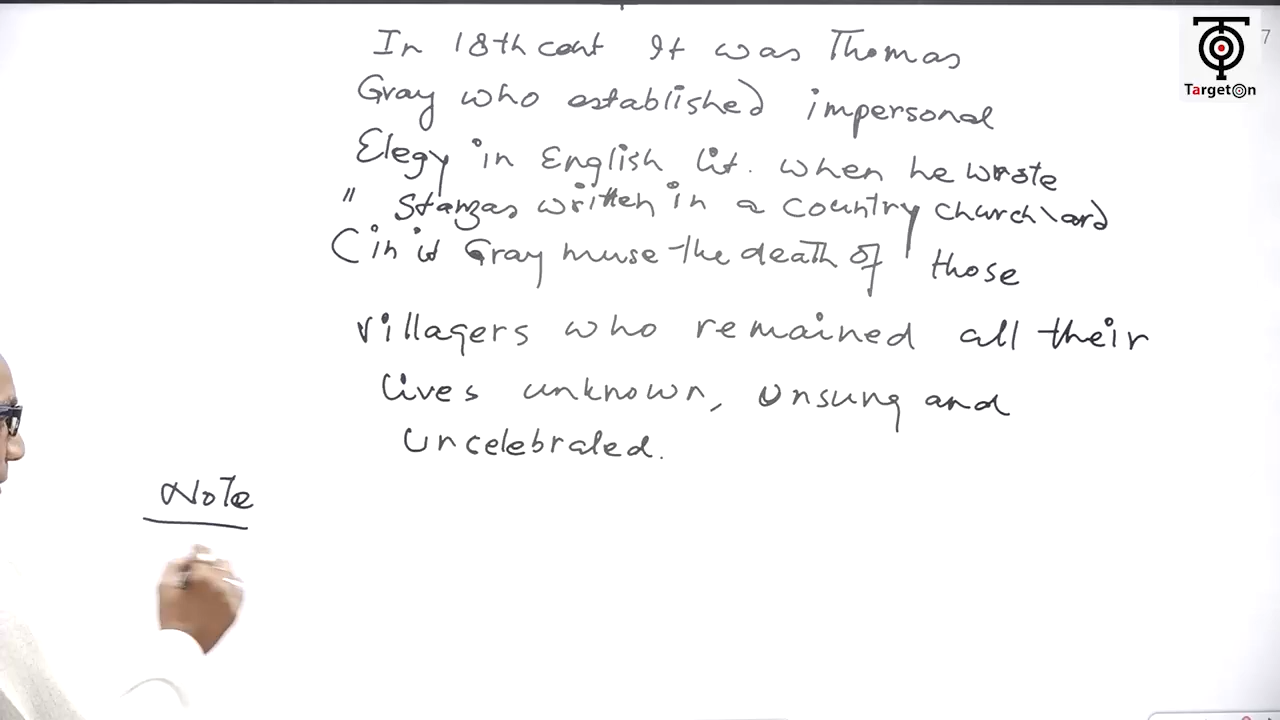 7
TargetOn
In 18th cent It was Thomas
Gray who established impersonal
Elegy in English Lit. when he wrote
" Stanzas written in a country church\ard
(in it Gray muse the death of those
villagers who remained all their
lives unknown, unsung and
uncelebrated.
Note